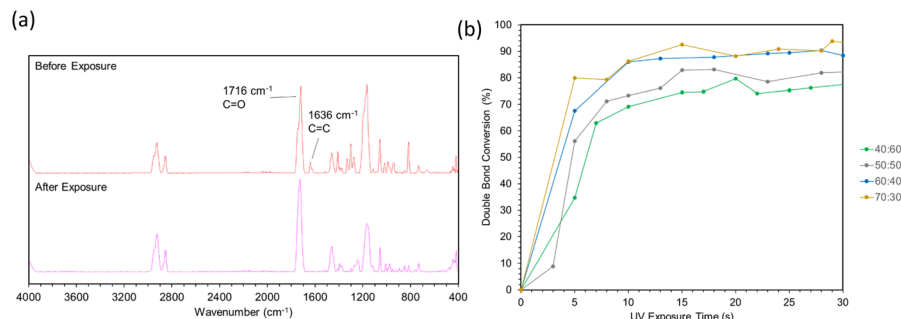 (a)
Before Exposure
1716 cm-1
C=O
1636 cm-1
C=C
After Exposure
4000 3200 2800 2000 1600 1200 800 400
Wavenumber (cm-1)
(b)
Double Bond Conversion (%)
100
90
80
70
60
50
40
30
20
10
0
0 5 10 15 20 25 30
UV Exposure Time (s)
40:60
50:50
60:40
70:30